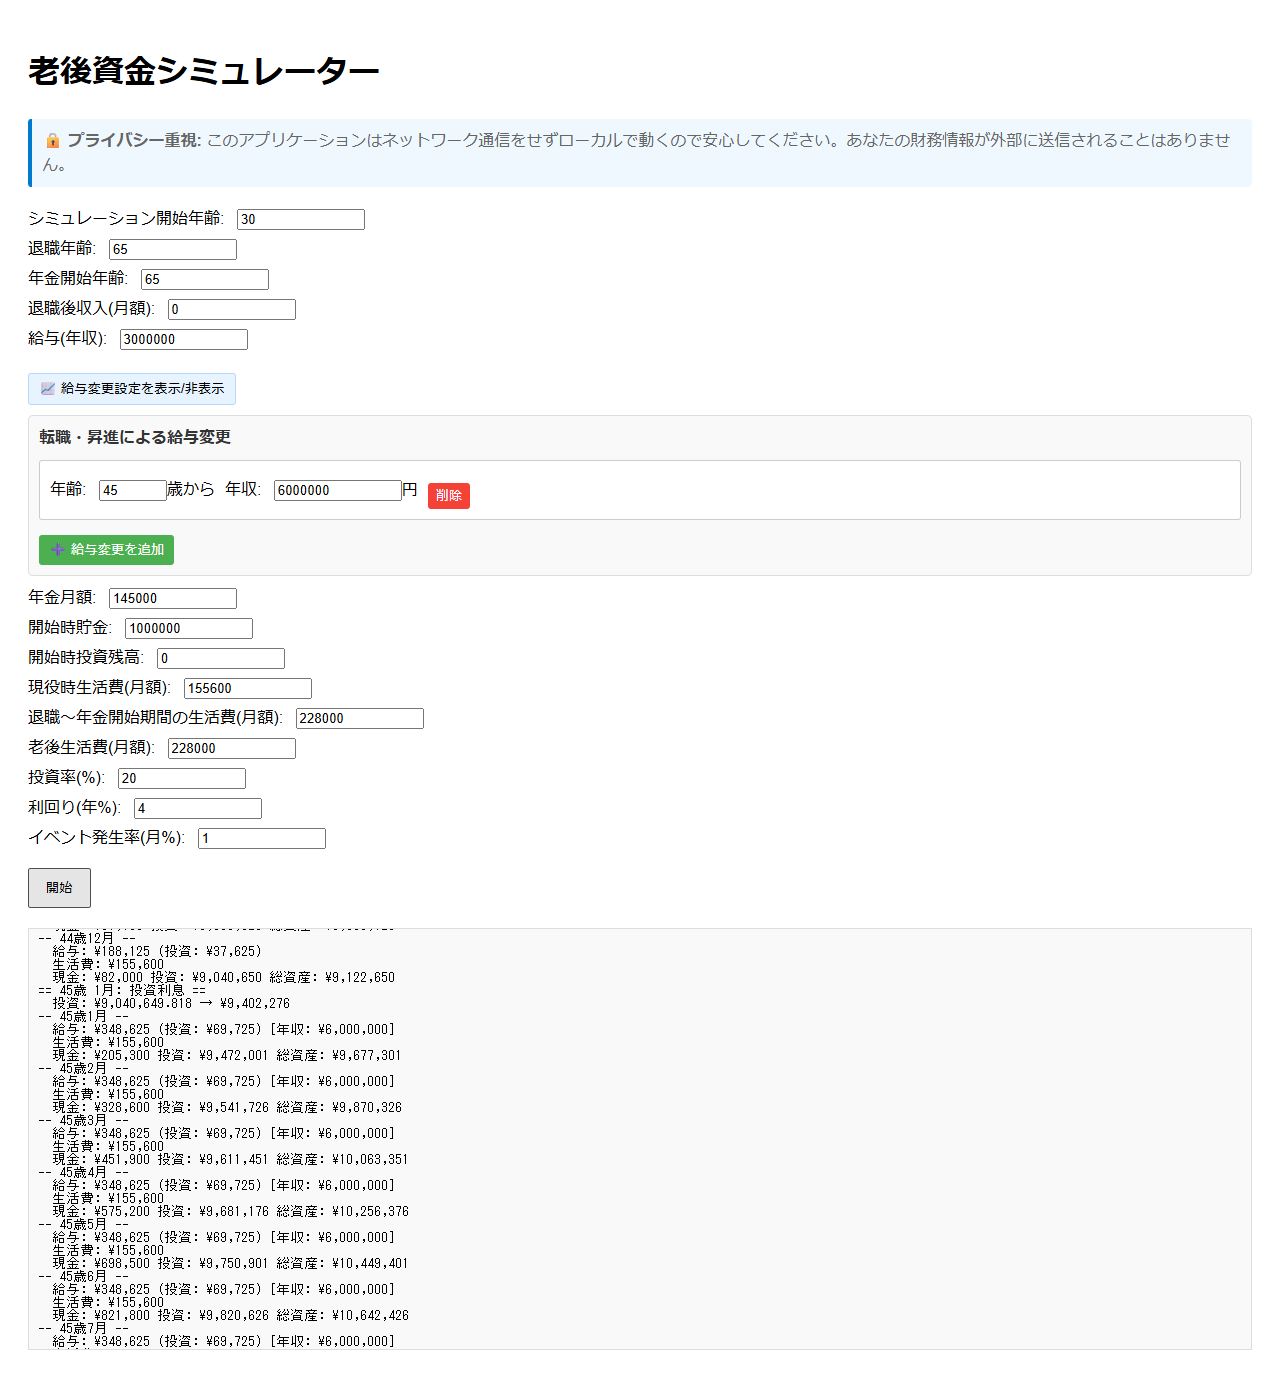 老後資金シミュレーター
🔒 プライバシー重視: このアプリケーションはネットワーク通信をせずローカルで動くので安心してください。あなたの財務情報が外部に送信されることはありませ
ん。
シミュレーション開始年齢: 30
退職年齢: 65
年金開始年齢: 65
退職後収入(月額): 0
給与(年収): 3000000
📈 給与変更設定を表示/非表示
転職・昇進による給与変更
年齢: 45歳から 年収: 6000000円 削除
➕ 給与変更を追加
年金月額: 145000
開始時貯金: 1000000
開始時投資残高: 0
現役時生活費(月額): 155600
退職～年金開始期間の生活費(月額): 228000
老後生活費(月額): 228000
投資率(%): 20
利回り(年%): 4
イベント発生率(月%): 1
開始
-- 44歳12月 --
給与: ¥188,125 (投資: ¥37,625)
生活費: ¥155,600
現金: ¥82,000 投資: ¥9,040,650 総資産: ¥9,122,650
== 45歳 1月: 投資利息 ==
投資: ¥9,040,649.818 → ¥9,402,276
-- 45歳1月 --
給与: ¥348,625 (投資: ¥69,725) [年収: ¥6,000,000]
生活費: ¥155,600
現金: ¥205,300 投資: ¥9,472,001 総資産: ¥9,677,301
-- 45歳2月 --
給与: ¥348,625 (投資: ¥69,725) [年収: ¥6,000,000]
生活費: ¥155,600
現金: ¥328,600 投資: ¥9,541,726 総資産: ¥9,870,326
-- 45歳3月 --
給与: ¥348,625 (投資: ¥69,725) [年収: ¥6,000,000]
生活費: ¥155,600
現金: ¥451,900 投資: ¥9,611,451 総資産: ¥10,063,351
-- 45歳4月 --
給与: ¥348,625 (投資: ¥69,725) [年収: ¥6,000,000]
生活費: ¥155,600
現金: ¥575,200 投資: ¥9,681,176 総資産: ¥10,256,376
-- 45歳5月 --
給与: ¥348,625 (投資: ¥69,725) [年収: ¥6,000,000]
生活費: ¥155,600
現金: ¥698,500 投資: ¥9,750,901 総資産: ¥10,449,401
-- 45歳6月 --
給与: ¥348,625 (投資: ¥69,725) [年収: ¥6,000,000]
生活費: ¥155,600
現金: ¥821,800 投資: ¥9,820,626 総資産: ¥10,642,426
-- 45歳7月 --
給与: ¥348,625 (投資: ¥69,725) [年収: ¥6,000,000]